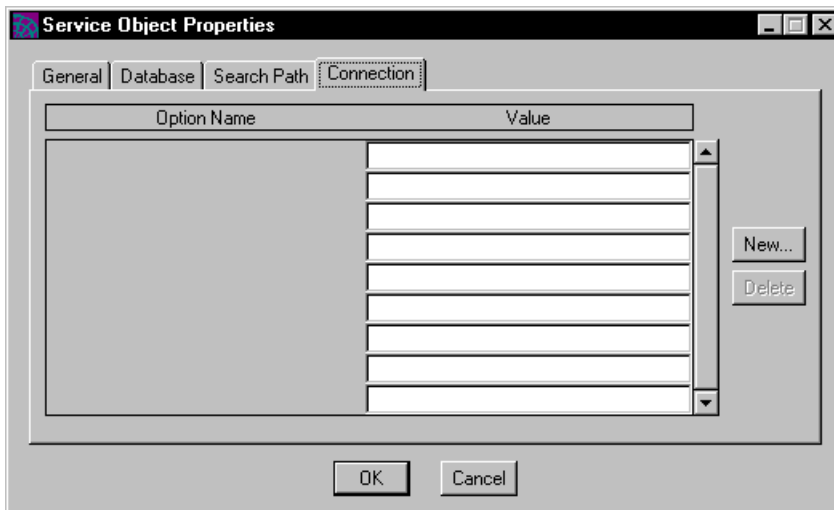 Service Object Properties
General Database Search Path Connection
Option Name Value
New...
Delete
OK Cancel